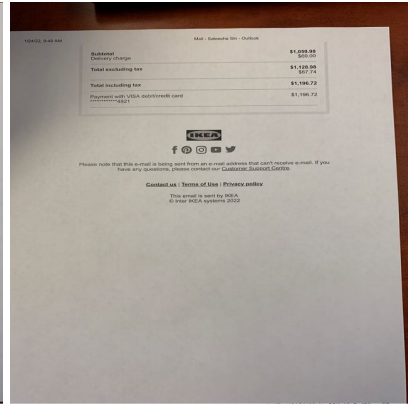 Mail - Sabeeha Siri - Outlook
Subtotal $1,059.98
Delivery charge $69.00
Total excluding tax $1,128.98
$67.74
Total including tax $1,196.72
Payment with VISA debit/credit card $1,196.72
************4821
IKEA
Please note that this e-mail is being sent from an e-mail address that can't receive e-mail. If you
have any questions, please contact our Customer Support Centre.
Contact us | Terms of Use | Privacy policy
This email is sent by IKEA
© Inter IKEA systems 2022